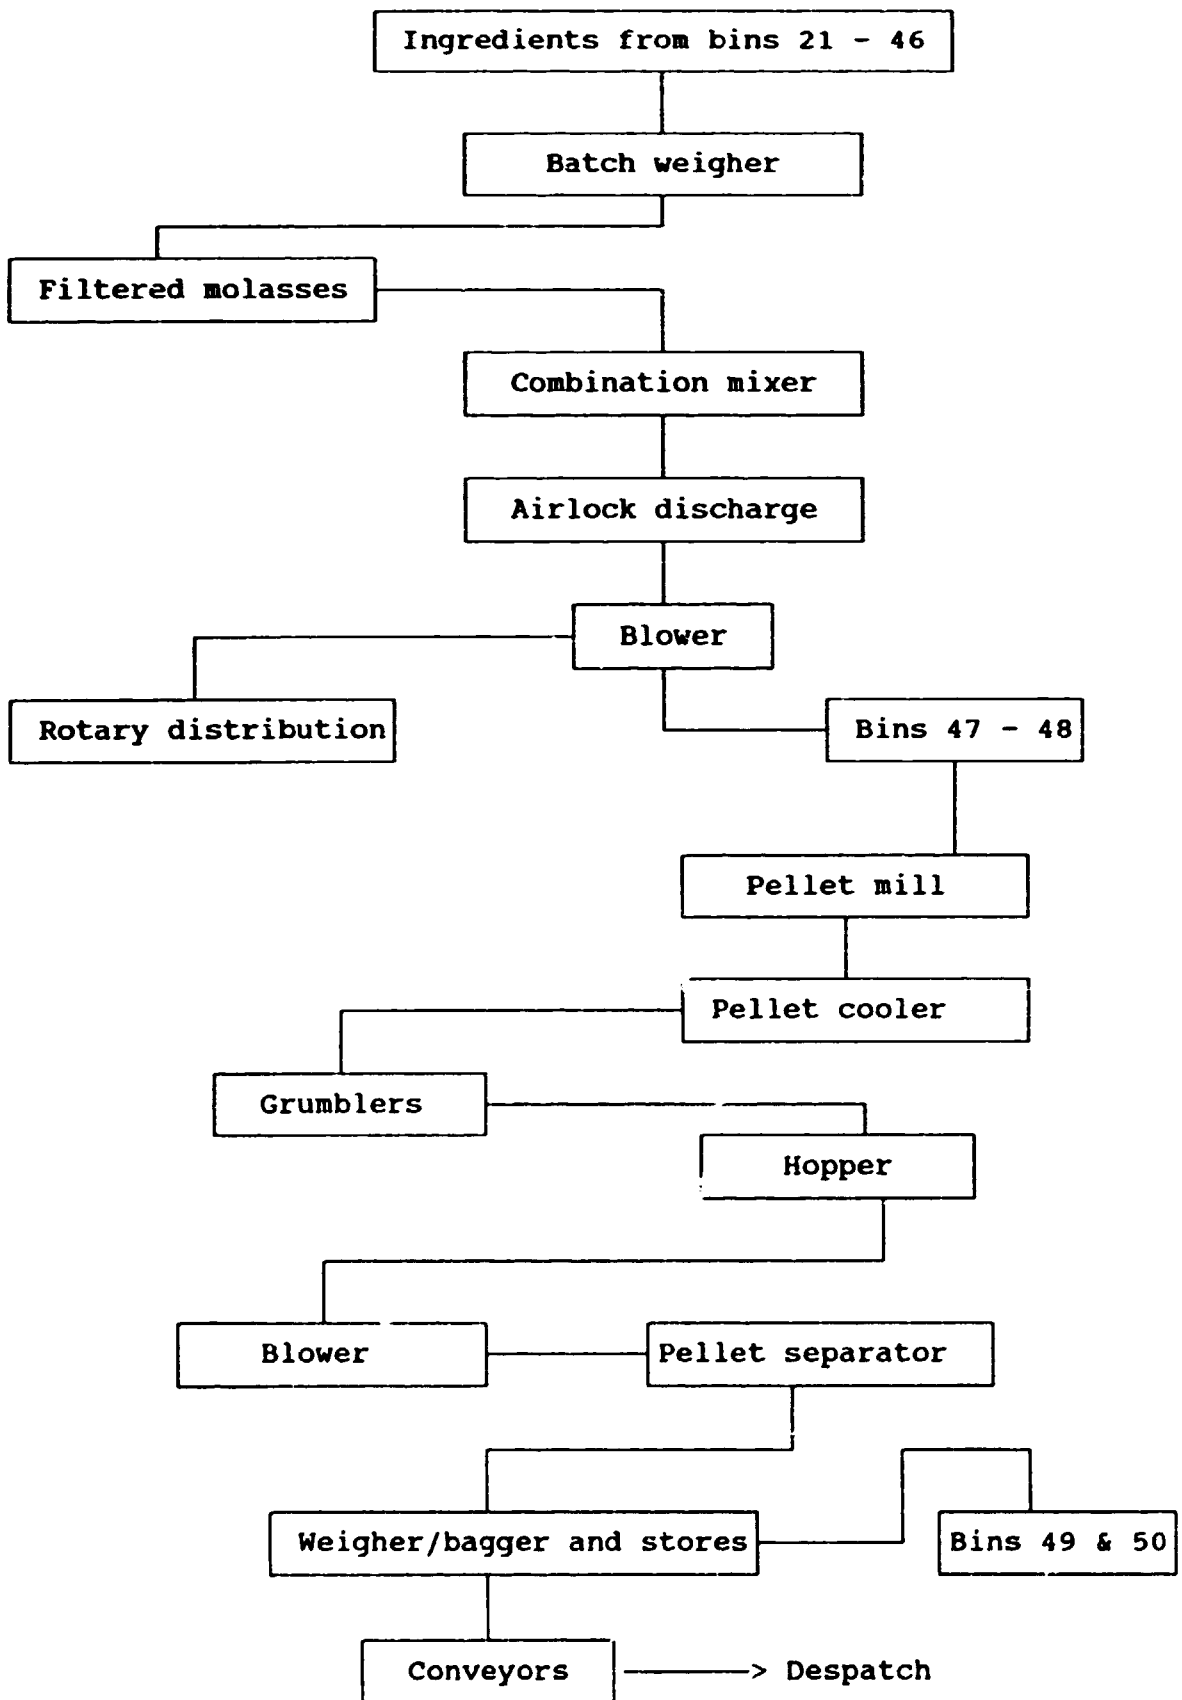 Ingredients from bins 21 - 46
Batch weigher
Filtered molasses
Combination mixer
Airlock discharge
Blower
Rotary distribution
Bins 47 - 48
Pellet mill
Pellet cooler
Grumblers
Hopper
Blower
Pellet separator
Weigher/bagger and stores
Bins 49 & 50
Conveyors
> Despatch